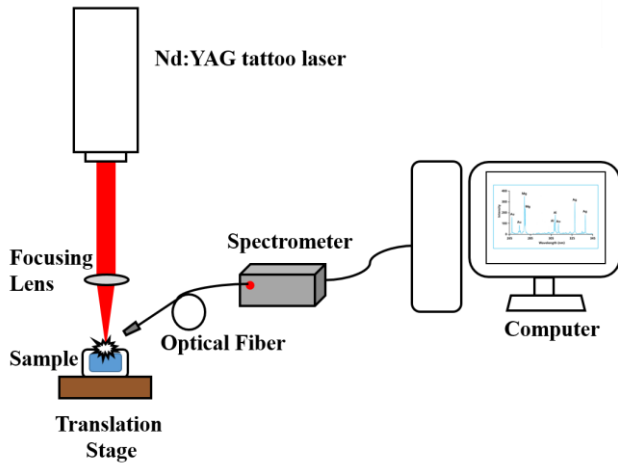 Nd:YAG tattoo laser
Focusing
Lens
Spectrometer
Optical Fiber
Computer
Sample
Translation
Stage